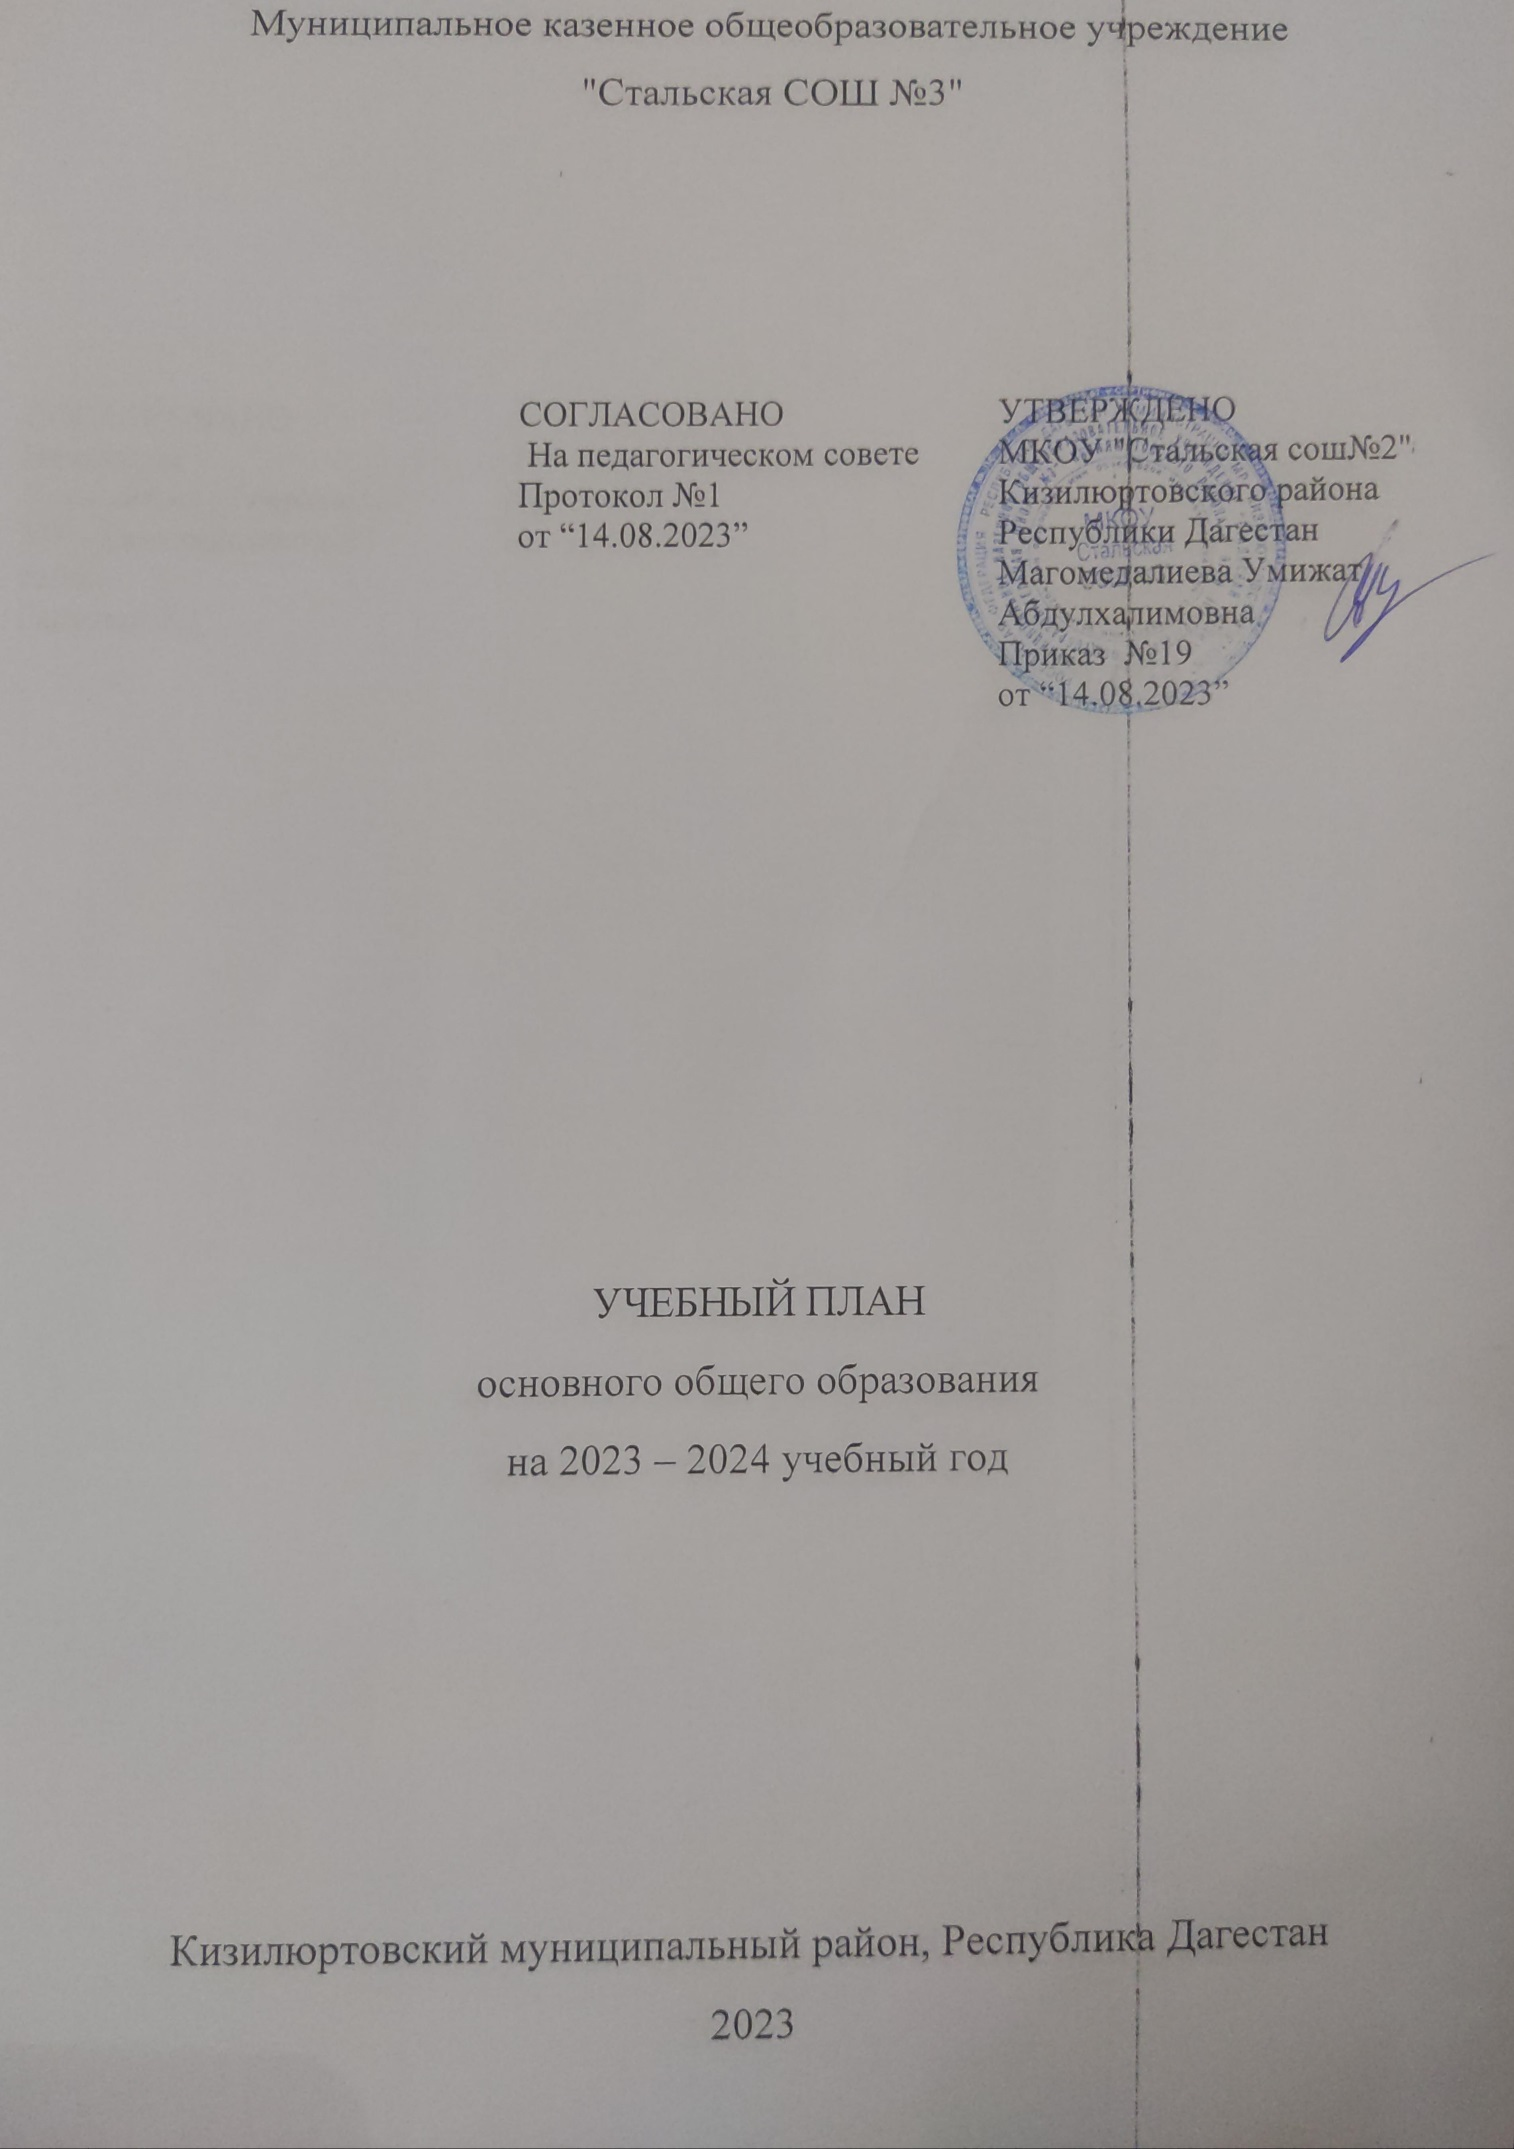 Муниципальное казенное общеобразовательное учреждение
"Стальская СОШ №3"
СОГЛАСОВАНО
На педагогическом совете
Протокол №1
от “14.08.2023”
УТВЕРЖДЕНО
МКОУ "Стальская сош№2"
Кизилюртовского района
Республики Дагестан
Магомедалиева Умижат
Абдулхалимовна
Приказ №19
от “14.08.2023”
МКОУ
Стальская
УЧЕБНЫЙ ПЛАН
основного общего образования
на 2023 – 2024 учебный год
Кизилюртовский муниципальный район, Республика Дагестан
2023